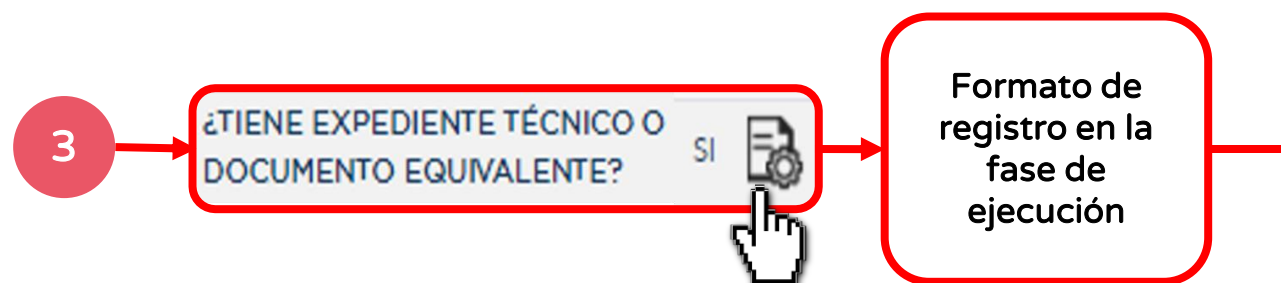 3
¿TIENE EXPEDIENTE TÉCNICO O
DOCUMENTO EQUIVALENTE?
SI
Formato de
registro en la
fase de
ejecución